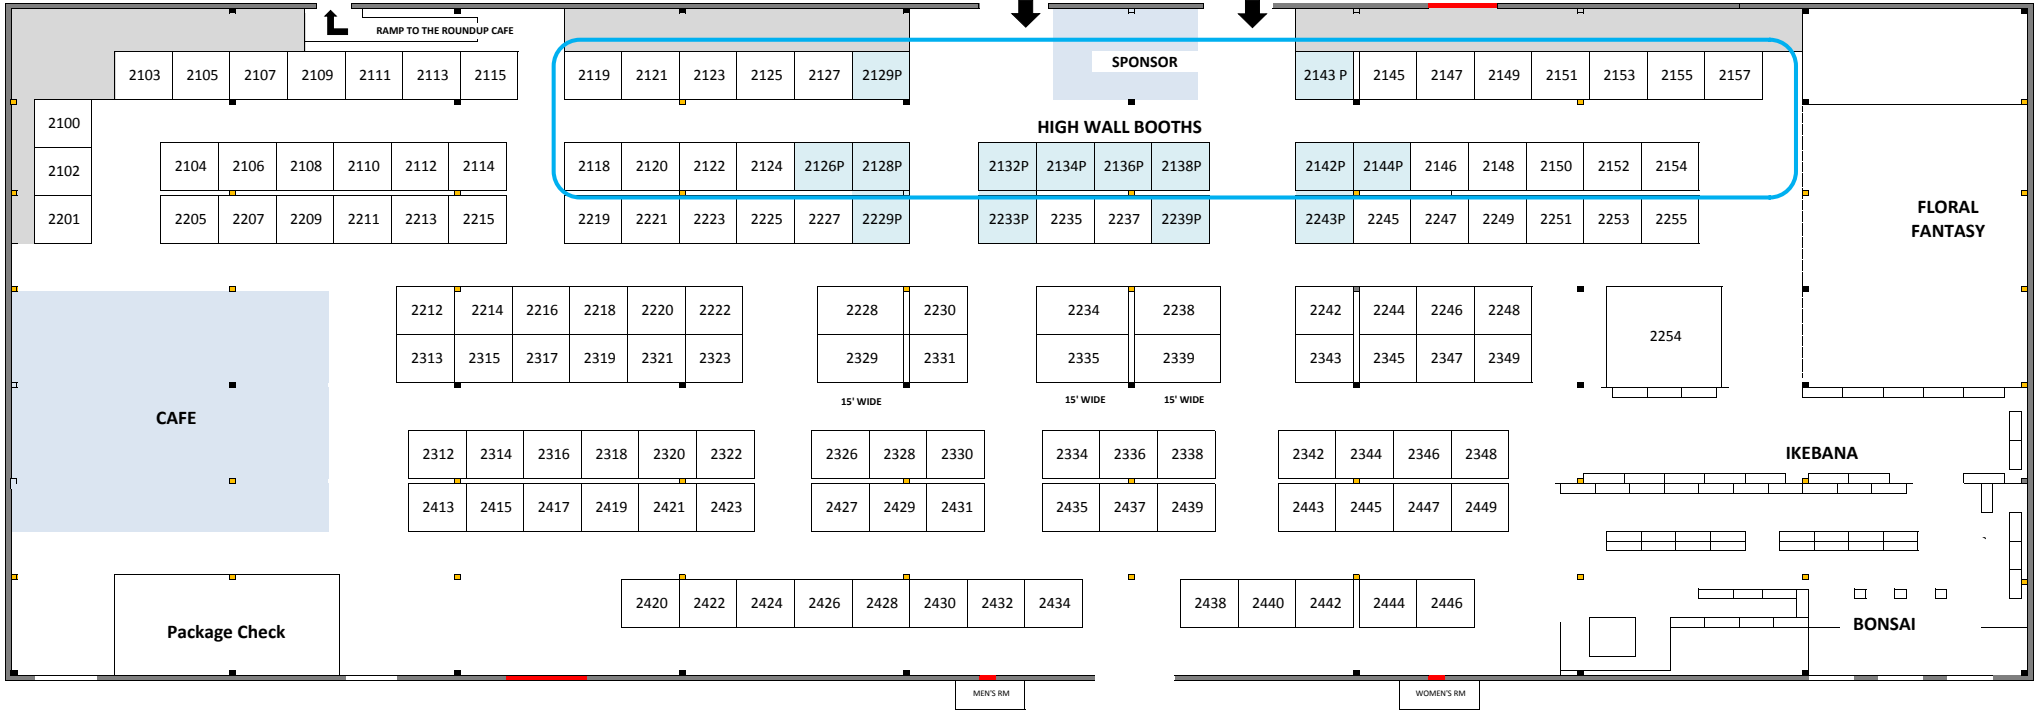 RAMP TO THE ROUNDUP CAFE
SPONSOR
2103 2105 2107 2109 2111 2113 2115 2119 2121 2123 2125 2127 2129P 2143 P 2145 2147 2149 2151 2153 2155 2157
2100
HIGH WALL BOOTHS
2102
2104 2106 2108 2110 2112 2114 2118 2120 2122 2124 2126P 2128P 2132P 2134P 2136P 2138P 2142P 2144P 2146 2148 2150 2152 2154
2201
2205 2207 2209 2211 2213 2215 2219 2221 2223 2225 2227 2229P 2233P 2235 2237 2239P 2243P 2245 2247 2249 2251 2253 2255
FLORAL
FANTASY
2212 2214 2216 2218 2220 2222 2228 2230 2234 2238 2242 2244 2246 2248
2254
2313 2315 2317 2319 2321 2323 2329 2331 2335 2339 2343 2345 2347 2349
15' WIDE 15' WIDE 15' WIDE
CAFE
2312 2314 2316 2318 2320 2322 2326 2328 2330 2334 2336 2338 2342 2344 2346 2348
IKEBANA
2413 2415 2417 2419 2421 2423 2427 2429 2431 2435 2437 2439 2443 2445 2447 2449
2420 2422 2424 2426 2428 2430 2432 2434 2438 2440 2442 2444 2446
Package Check
BONSAI
MEN'S RM WOMEN'S RM